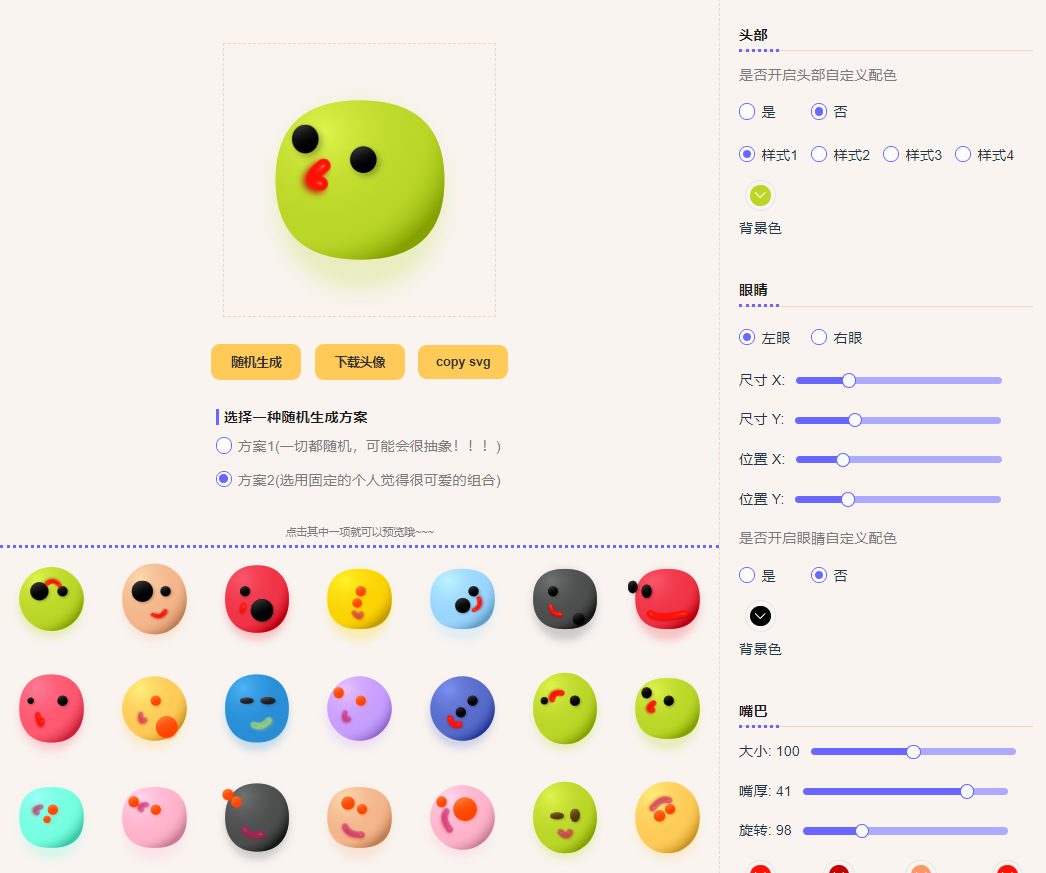 随机生成
下载头像
copy svg
选择一种随机生成方案
方案1(一切都随机，可能会很抽象！！！)
方案2(选用固定的个人觉得很可爱的组合)
点击其中一项就可以预览哦~~~
头部
是否开启头部自定义配色
是 否
样式1 样式2 样式3 样式4
背景色
眼睛
左眼 右眼
尺寸 X:
尺寸 Y:
位置 X:
位置 Y:
是否开启眼睛自定义配色
是 否
背景色
嘴巴
大小: 100
嘴厚: 41
旋转: 98